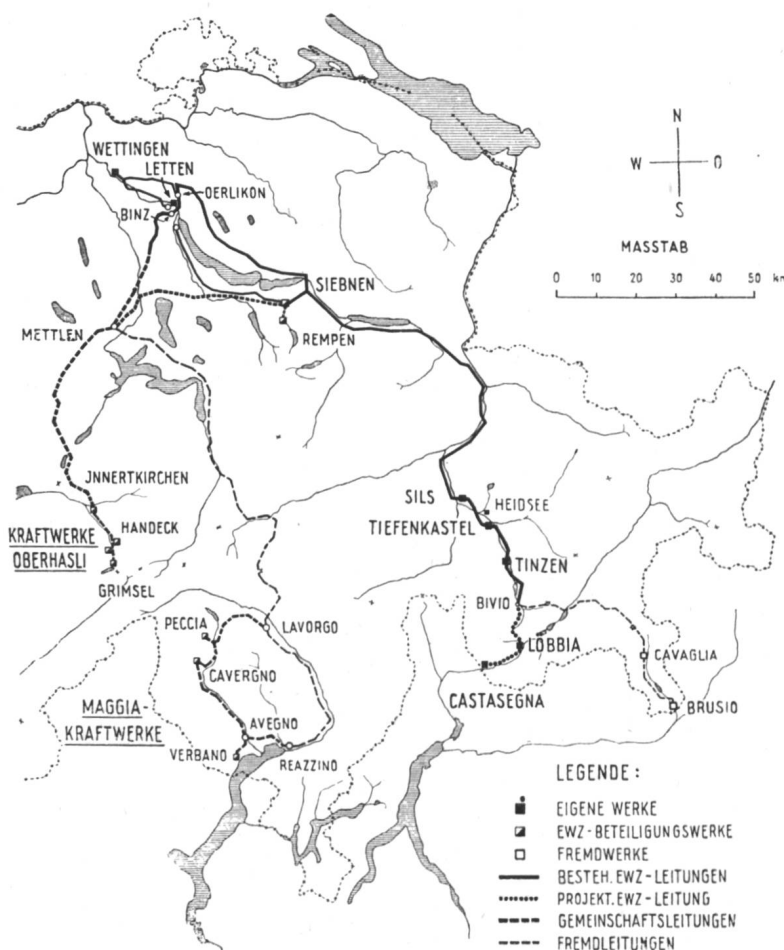 N
W
O
S
WETTINGEN
LETTEN
OERLIKON
BINZ
MASSTAB
0 10 20 30 40 50 km
SIEBNEN
METTLEN
REMPEN
JNNERTKIRCHEN
SILS
HEIDSEE
TIEFENKASTEL
HANDECK
KRAFTWERKE
OBERHASLI
TINZEN
GRIMSEL
BIVIO
PECCIA
LAVORGO
LOBBIA
CAVAGLIA
CAVERGNO
CASTASEGNA
MAGGIA-
KRAFTWERKE
AVEGNO
BRUSIO
VERBANO
REAZZINO
LEGENDE:
EIGENE WERKE
EWZ-BETEILIGUNGSWERKE
FREMDWERKE
BESTEH. EWZ-LEITUNGEN
PROJEKT. EWZ-LEITUNG
GEMEINSCHAFTSLEITUNGEN
FREMDLEITUNGEN